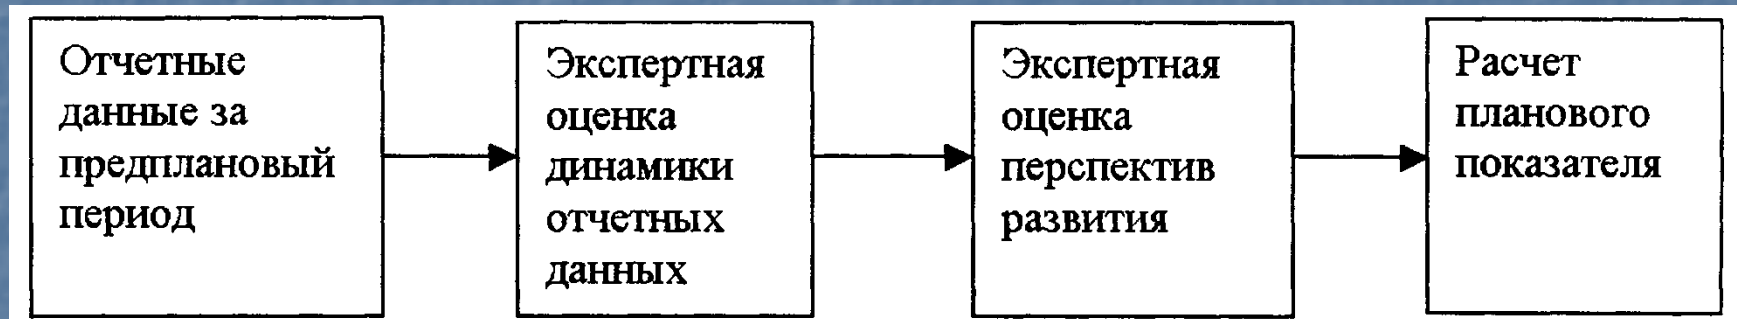 Отчетные
данные за
предплановый
период
Экспертная
оценка
динамики
отчетных
данных
Экспертная
оценка
перспектив
развития
Расчет
планового
показателя